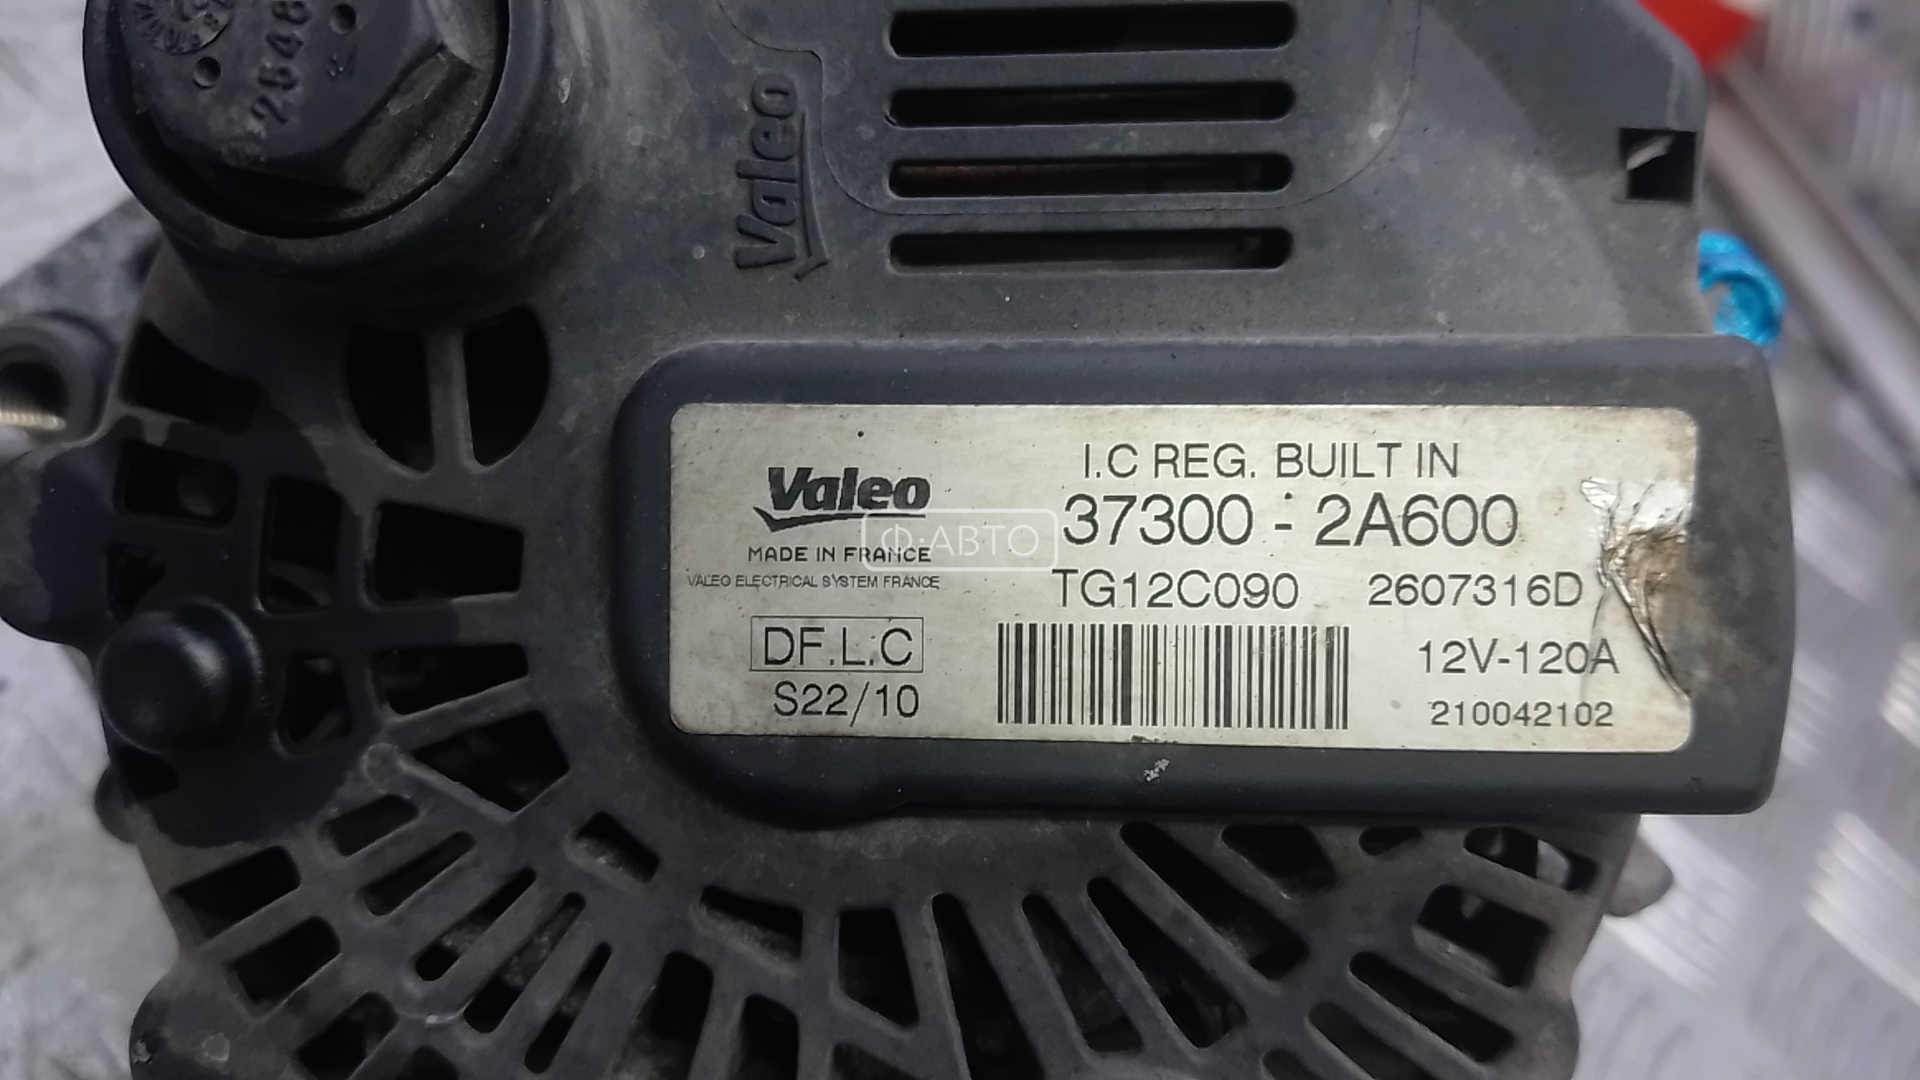 2548
Valeo
I.C REG. BUILT IN
Valeo
37300 - 2A600
Ф·АВТО
MADE IN FRANCE
VALEO ELECTRICAL SYSTEM FRANCE
TG12C090 2607316D
DF.L.C
12V-120A
S22/10
210042102